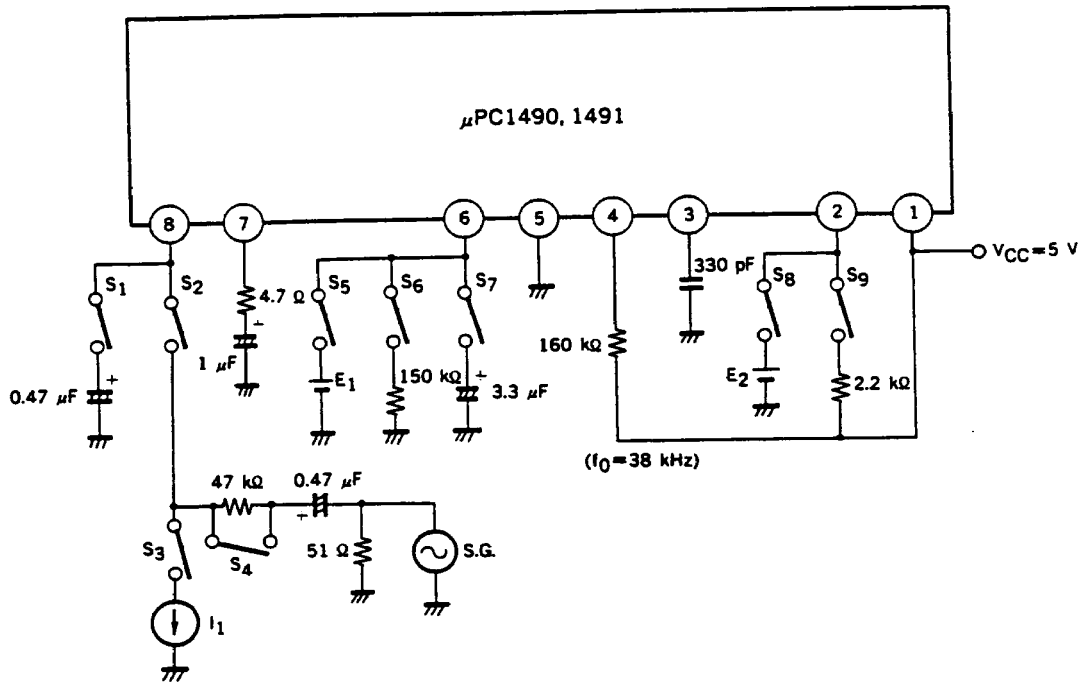 μPC1490, 1491
8
7
6
5
4
3
2
1
VCC=5 V
S1
S2
4.7 Ω
1 μF
+
0.47 μF
+
S5
S6
S7
E1
150 kΩ
+
3.3 μF
330 pF
160 kΩ
S8
S9
E2
2.2 kΩ
(f0=38 kHz)
47 kΩ
0.47 μF
+
S3
S4
51 Ω
S.G.
I1